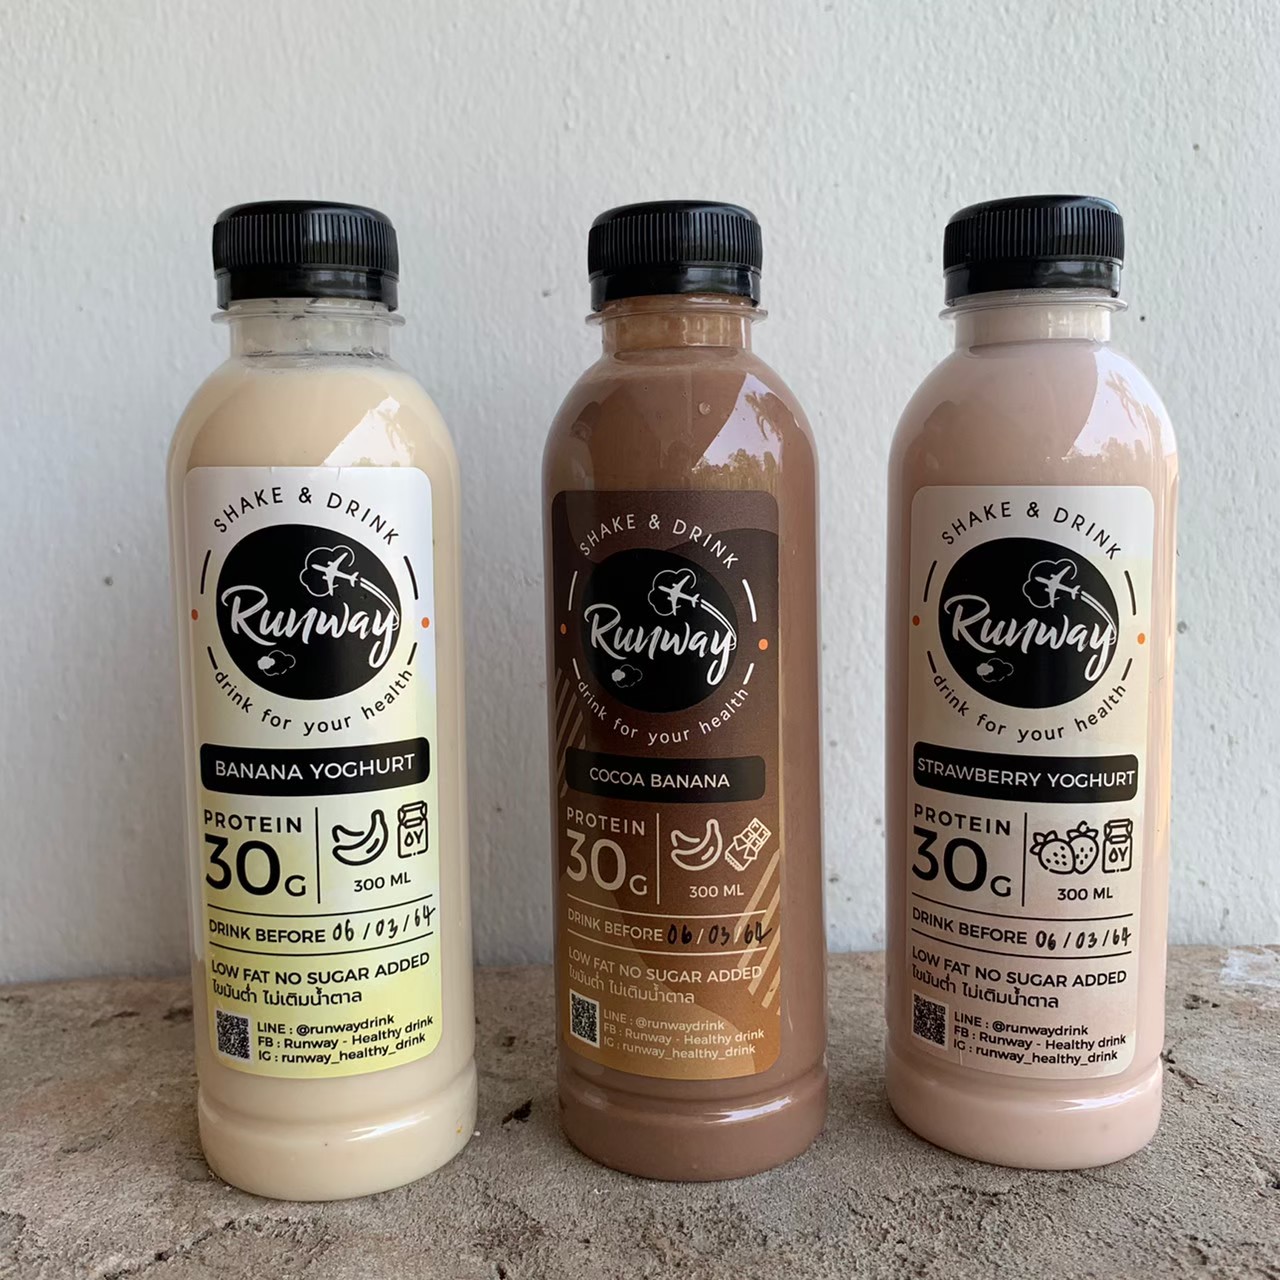 SHAKE & DRINK
Runway
drink for your health
BANANA YOGHURT
PROTEIN
30G
300 ML
DRINK BEFORE 06/03/64
LOW FAT NO SUGAR ADDED
ไขมันต่ำ ไม่เติมน้ำตาล
LINE : @runwaydrink
FB : Runway - Healthy drink
IG : runway_healthy_drink
SHAKE & DRINK
Runway
drink for your health
COCOA BANANA
PROTEIN
30G
300 ML
DRINK BEFORE 06/03/64
LOW FAT NO SUGAR ADDED
ไขมันต่ำ ไม่เติมน้ำตาล
LINE : @runwaydrink
FB : Runway - Healthy drink
IG : runway_healthy_drink
SHAKE & DRINK
Runway
drink for your health
STRAWBERRY YOGHURT
PROTEIN
30G
300 ML
DRINK BEFORE 06/03/64
LOW FAT NO SUGAR ADDED
ไขมันต่ำ ไม่เติมน้ำตาล
LINE : @runwaydrink
FB : Runway - Healthy drink
IG : runway_healthy_drink